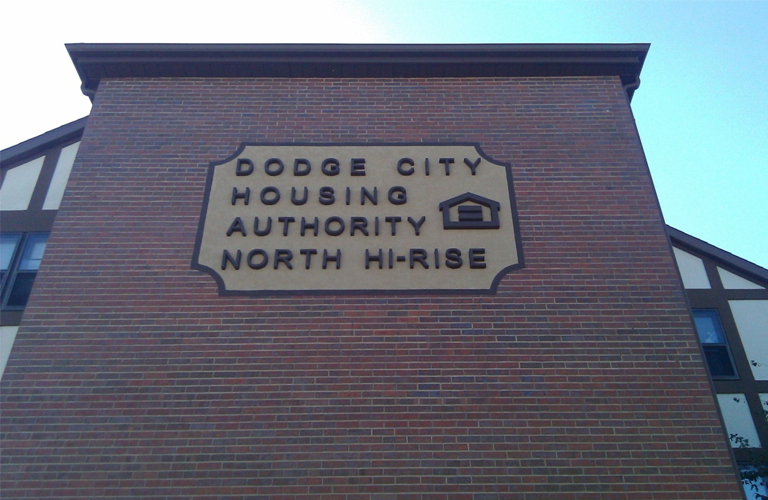 DODGE CITY
HOUSING
AUTHORITY
NORTH HI-RISE